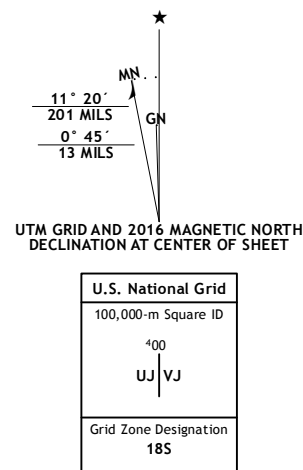 ★
MN
11° 20´
201 MILS
GN
0° 45´
13 MILS
UTM GRID AND 2016 MAGNETIC NORTH
DECLINATION AT CENTER OF SHEET
U.S. National Grid
100,000-m Square ID
⁴00
UJ VJ
Grid Zone Designation
18S